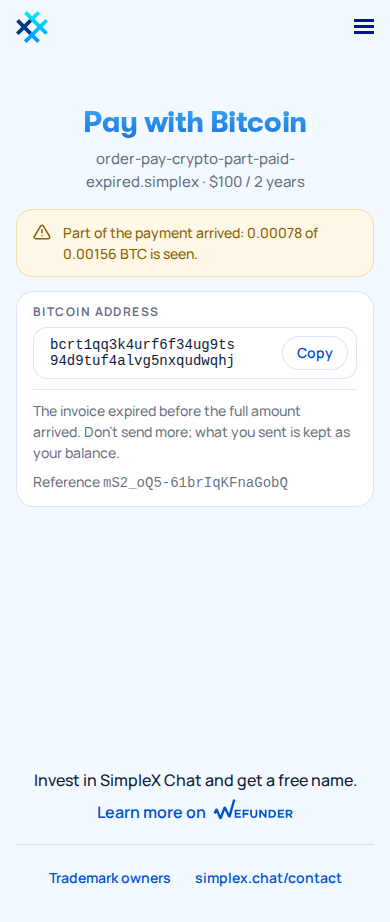 Pay with Bitcoin
order-pay-crypto-part-paid-
expired.simplex · $100 / 2 years
Part of the payment arrived: 0.00078 of
0.00156 BTC is seen.
BITCOIN ADDRESS
bcrt1qq3k4urf6f34ug9ts
94d9tuf4alvg5nxqudwqhj
Copy
The invoice expired before the full amount
arrived. Don't send more; what you sent is kept as
your balance.
Reference mS2_oQ5-61brIqKFnaGobQ
Invest in SimpleX Chat and get a free name.
Learn more on WEFUNDER
Trademark owners simplex.chat/contact